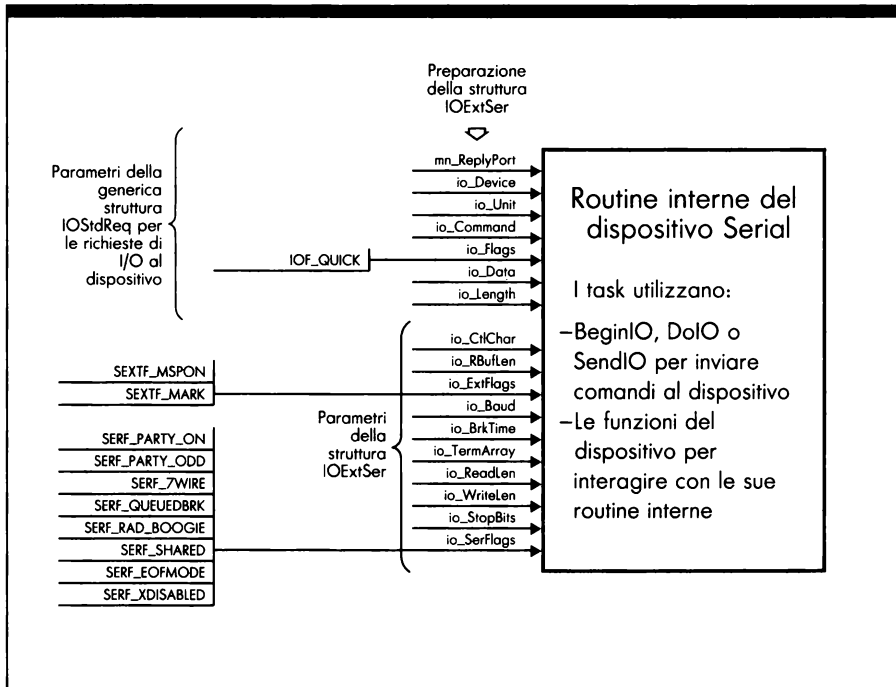 Preparazione
della struttura
IOExtSer
Parametri della
generica
struttura
IOStdReq per
le richieste di
I/O al
dispositivo
IOF_QUICK
mn_ReplyPort
io_Device
io_Unit
io_Command
io_Flags
io_Data
io_Length
SEXTF_MSPON
SEXTF_MARK
SERF_PARTY_ON
SERF_PARTY_ODD
SERF_7WIRE
SERF_QUEUEDBRK
SERF_RAD_BOOGIE
SERF_SHARED
SERF_EOFMODE
SERF_XDISABLED
Parametri
della
struttura
IOExtSer
io_CtlChar
io_RBufLen
io_ExtFlags
io_Baud
io_BrkTime
io_TermArray
io_ReadLen
io_WriteLen
io_StopBits
io_SerFlags
Routine interne del
dispositivo Serial
I task utilizzano:
–BeginIO, DoIO o
SendIO per inviare
comandi al dispositivo
–Le funzioni del
dispositivo per
interagire con le sue
routine interne